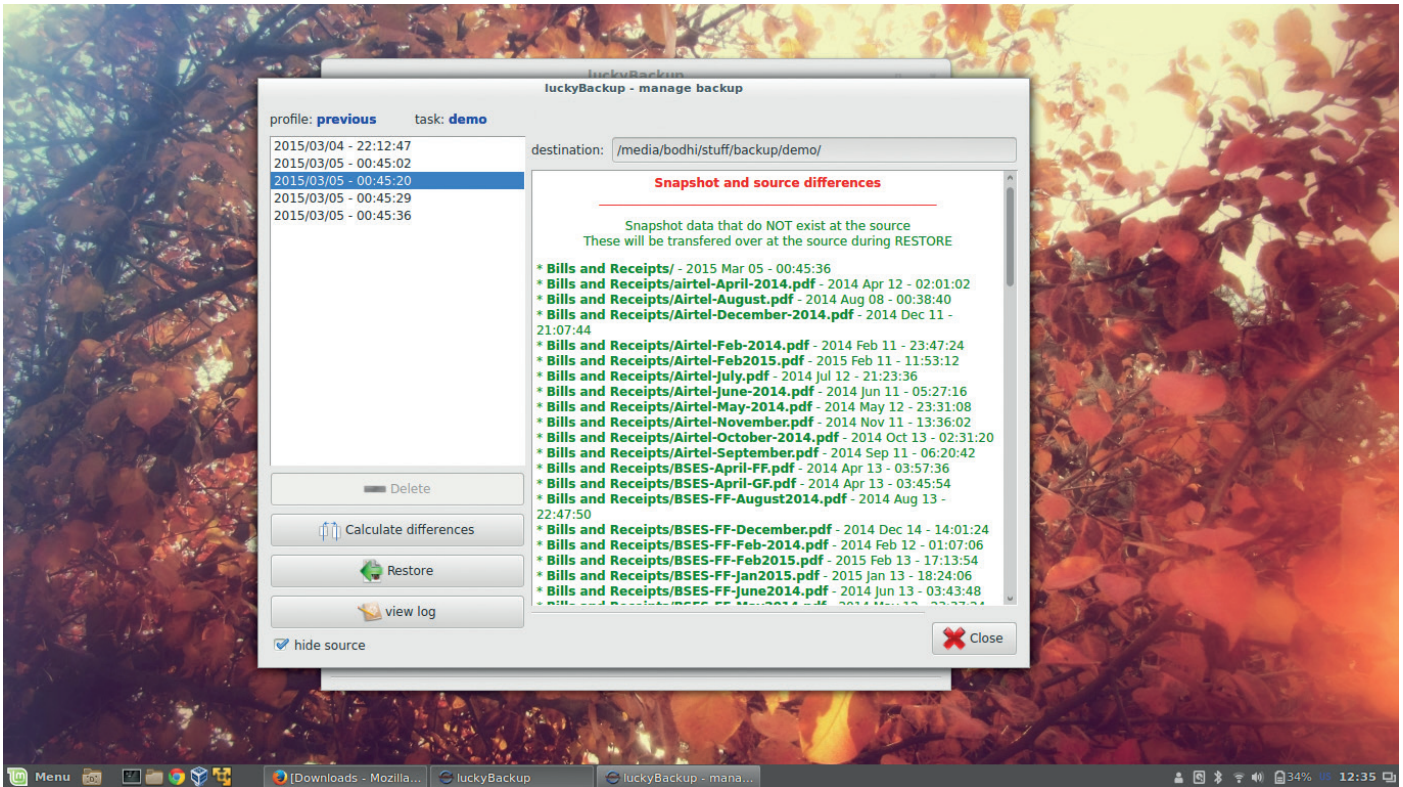 luckyBackup
luckyBackup - manage backup
profile: previous task: demo
2015/03/04 - 22:12:47
2015/03/05 - 00:45:02
2015/03/05 - 00:45:20
2015/03/05 - 00:45:29
2015/03/05 - 00:45:36
Delete
Calculate differences
Restore
view log
hide source
destination: /media/bodhi/stuff/backup/demo/
Snapshot and source differences
Snapshot data that do NOT exist at the source
These will be transfered over at the source during RESTORE
* Bills and Receipts/ - 2015 Mar 05 - 00:45:36
* Bills and Receipts/airtel-April-2014.pdf - 2014 Apr 12 - 02:01:02
* Bills and Receipts/Airtel-August.pdf - 2014 Aug 08 - 00:38:40
* Bills and Receipts/Airtel-December-2014.pdf - 2014 Dec 11 -
21:07:44
* Bills and Receipts/Airtel-Feb-2014.pdf - 2014 Feb 11 - 23:47:24
* Bills and Receipts/Airtel-Feb2015.pdf - 2015 Feb 11 - 11:53:12
* Bills and Receipts/Airtel-July.pdf - 2014 Jul 12 - 21:23:36
* Bills and Receipts/Airtel-June-2014.pdf - 2014 Jun 11 - 05:27:16
* Bills and Receipts/Airtel-May-2014.pdf - 2014 May 12 - 23:31:08
* Bills and Receipts/Airtel-November.pdf - 2014 Nov 11 - 13:36:02
* Bills and Receipts/Airtel-October-2014.pdf - 2014 Oct 13 - 02:31:20
* Bills and Receipts/Airtel-September.pdf - 2014 Sep 11 - 06:20:42
* Bills and Receipts/BSES-April-FF.pdf - 2014 Apr 13 - 03:57:36
* Bills and Receipts/BSES-April-GF.pdf - 2014 Apr 13 - 03:45:54
* Bills and Receipts/BSES-FF-August2014.pdf - 2014 Aug 13 -
22:47:50
* Bills and Receipts/BSES-FF-December.pdf - 2014 Dec 14 - 14:01:24
* Bills and Receipts/BSES-FF-Feb-2014.pdf - 2014 Feb 12 - 01:07:06
* Bills and Receipts/BSES-FF-Feb2015.pdf - 2015 Feb 13 - 17:13:54
* Bills and Receipts/BSES-FF-Jan2015.pdf - 2015 Jan 13 - 18:24:06
* Bills and Receipts/BSES-FF-June2014.pdf - 2014 Jun 13 - 03:43:48
Close
Menu [Downloads - Mozilla... luckyBackup luckyBackup - mana... 34% US 12:35